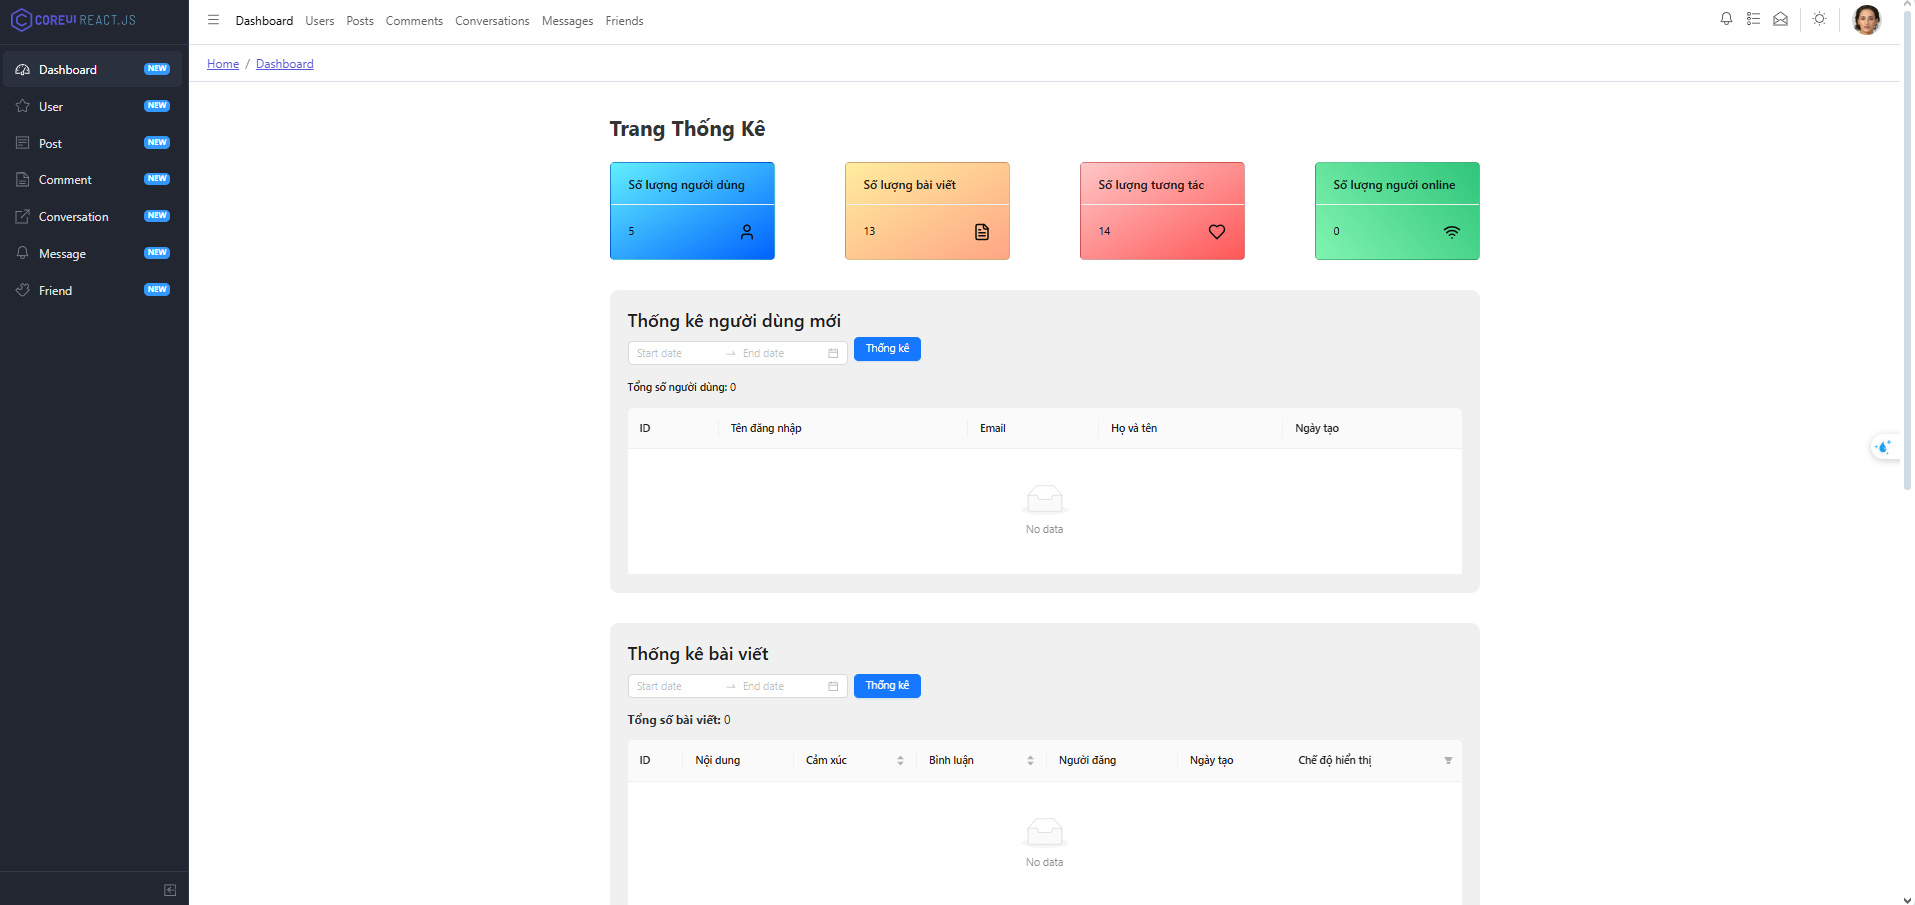 COREUI REACT.JS
Dashboard Users Posts Comments Conversations Messages Friends
Home / Dashboard
Dashboard NEW
User NEW
Post NEW
Comment NEW
Conversation NEW
Message NEW
Friend NEW
Trang Thống Kê
Số lượng người dùng
5
Số lượng bài viết
13
Số lượng tương tác
14
Số lượng người online
0
Thống kê người dùng mới
Start date End date Thống kê
Tổng số người dùng: 0
ID Tên đăng nhập Email Họ và tên Ngày tạo
No data
Thống kê bài viết
Start date End date Thống kê
Tổng số bài viết: 0
ID Nội dung Cảm xúc Bình luận Người đăng Ngày tạo Chế độ hiển thị
No data